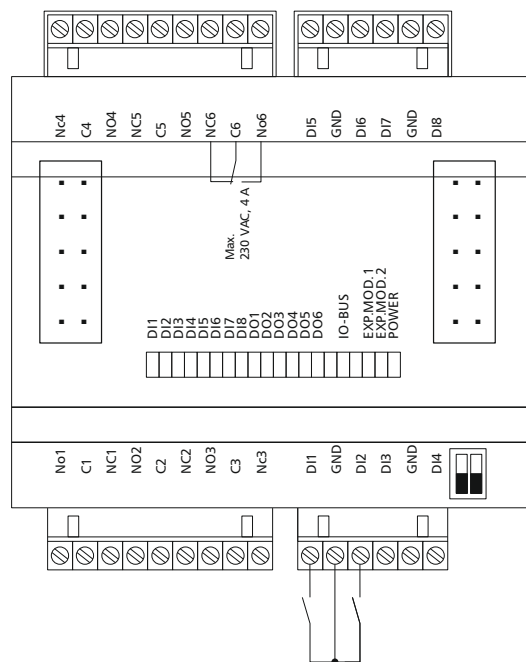 Nc4
C4
NO4
NC5
C5
NO5
NC6
C6
No6
DI5
GND
DI6
DI7
GND
DI8
Max.
230 VAC, 4 A
DI1
DI2
DI3
DI4
DI5
DI6
DI7
DI8
DO1
DO2
DO3
DO4
DO5
DO6
IO-BUS
EXP.MOD. 1
EXP.MOD. 2
POWER
No1
C1
NC1
NO2
C2
NC2
NO3
C3
Nc3
DI1
GND
DI2
DI3
GND
DI4